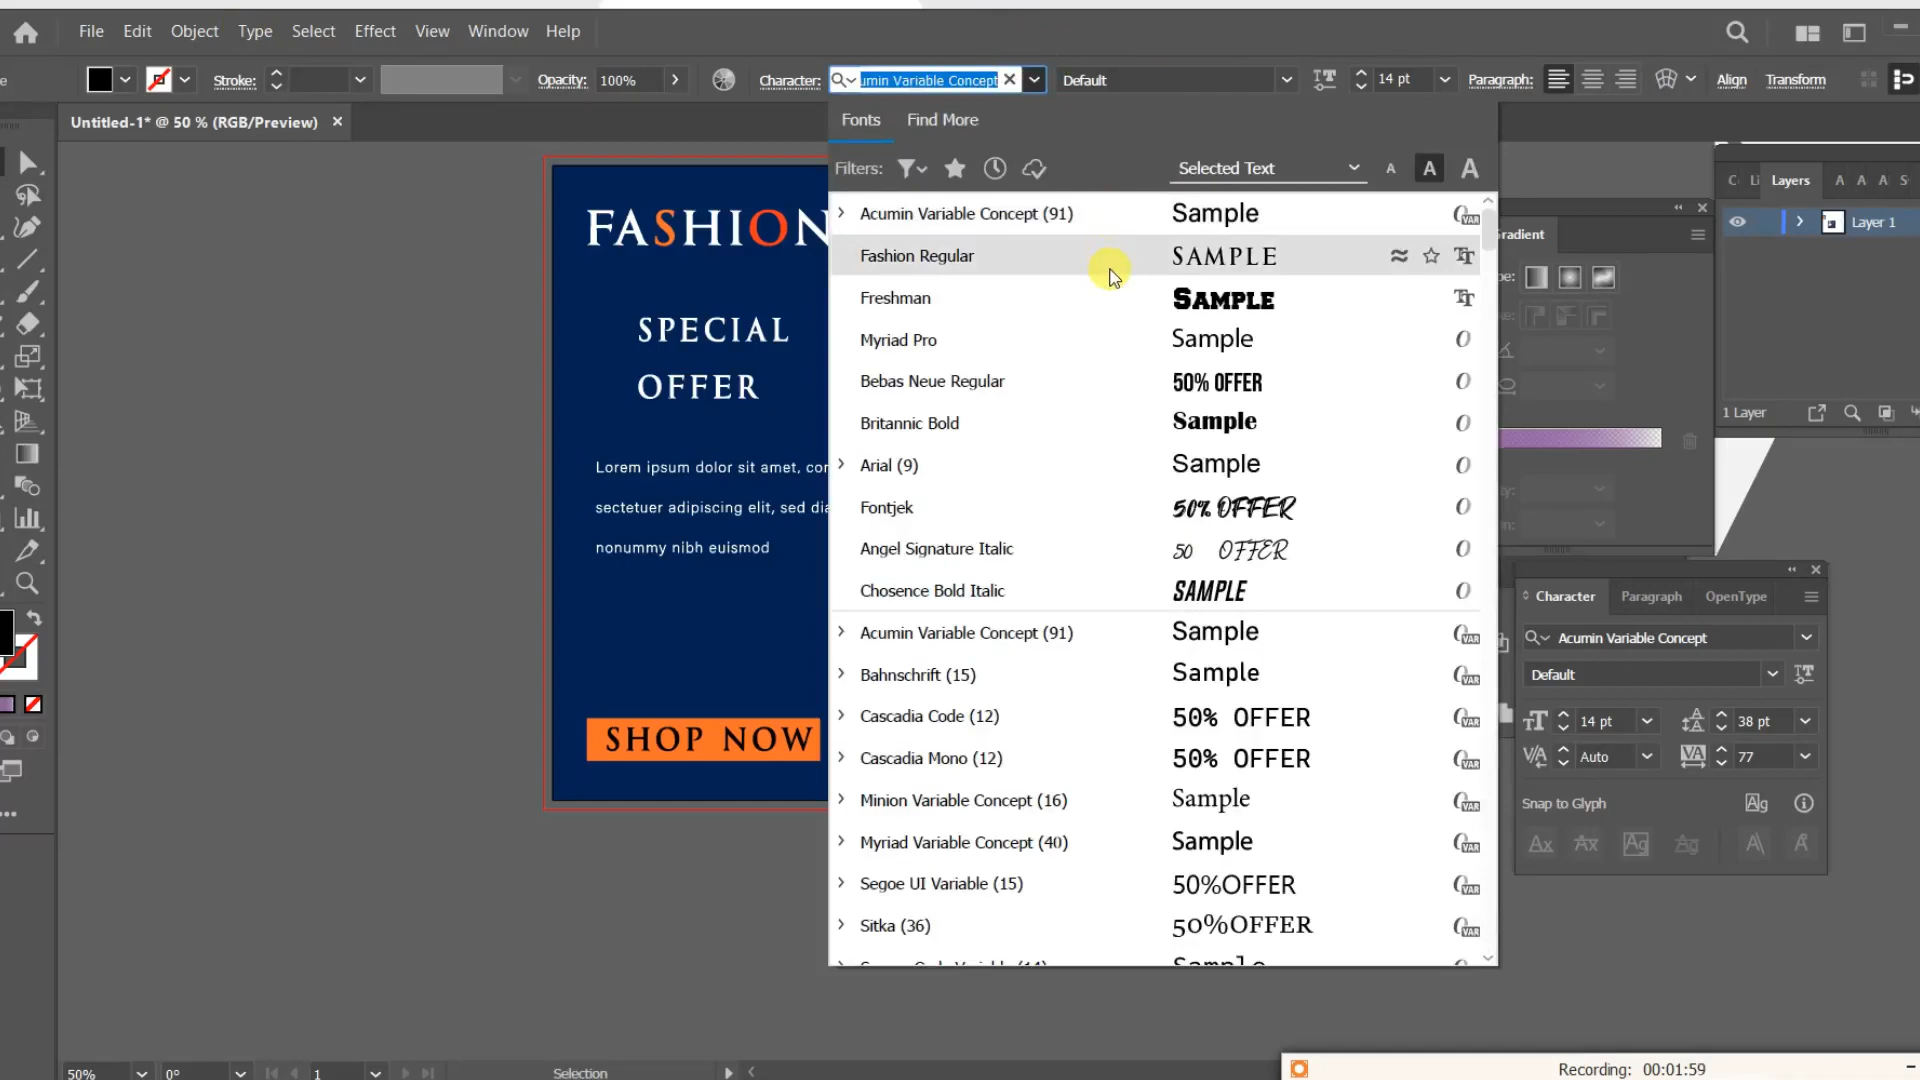 File Edit Object Type Select Effect View Window Help
Stroke: Opacity: 100% Character: umin Variable Concept Default 14 pt Paragraph: Align Transform
Untitled-1* @ 50 % (RGB/Preview)
Fonts Find More
Filters: Selected Text A A A
Acumin Variable Concept (91) Sample
Fashion Regular SAMPLE
Freshman SAMPLE
Myriad Pro Sample
Bebas Neue Regular 50% OFFER
Britannic Bold Sample
Arial (9) Sample
Fontjek 50% OFFER
Angel Signature Italic 50 OFFER
Chosence Bold Italic SAMPLE
Acumin Variable Concept (91) Sample
Bahnschrift (15) Sample
Cascadia Code (12) 50% OFFER
Cascadia Mono (12) 50% OFFER
Minion Variable Concept (16) Sample
Myriad Variable Concept (40) Sample
Segoe UI Variable (15) 50%OFFER
Sitka (36) 50%OFFER
FASHION
SPECIAL
OFFER
Lorem ipsum dolor sit amet, con
sectetuer adipiscing elit, sed dia
nonummy nibh euismod
SHOP NOW
C Li Layers A A A S
Layer 1
radient
1 Layer
Character Paragraph OpenType
Acumin Variable Concept
Default
14 pt 38 pt
Auto 77
Snap to Glyph
50% 0° 1 Selection
Recording: 00:01:59